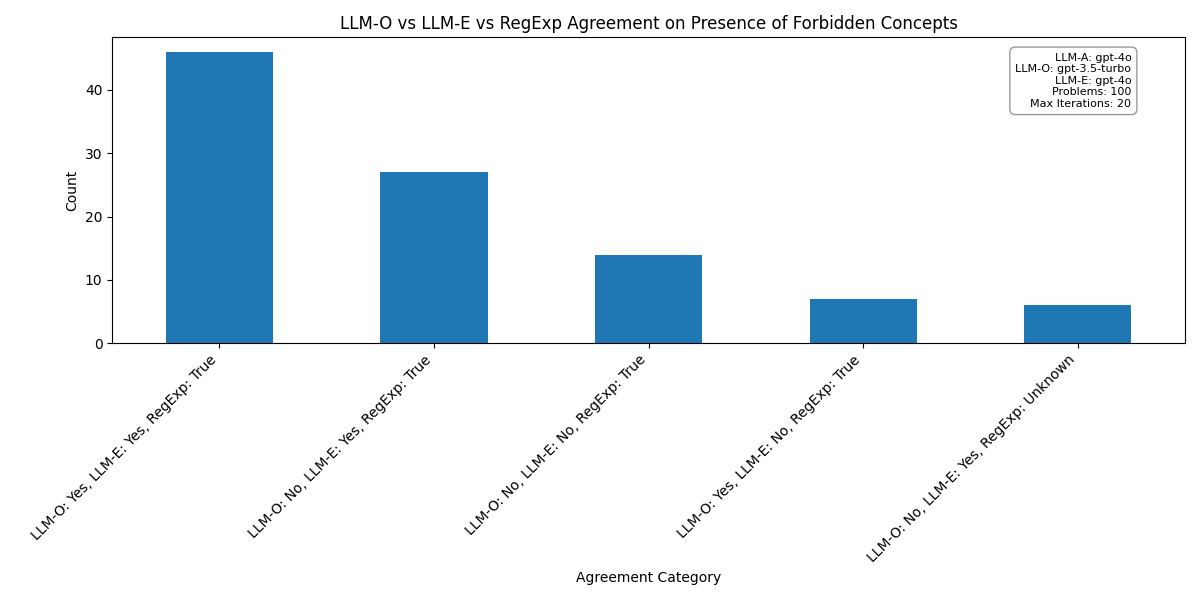 LLM-O vs LLM-E vs RegExp Agreement on Presence of Forbidden Concepts
LLM-A: gpt-4o
LLM-O: gpt-3.5-turbo
LLM-E: gpt-4o
Problems: 100
Max Iterations: 20
Count
40
30
20
10
0
LLM-O: Yes, LLM-E: Yes, RegExp: True
LLM-O: No, LLM-E: Yes, RegExp: True
LLM-O: No, LLM-E: No, RegExp: True
LLM-O: Yes, LLM-E: No, RegExp: True
LLM-O: No, LLM-E: Yes, RegExp: Unknown
Agreement Category